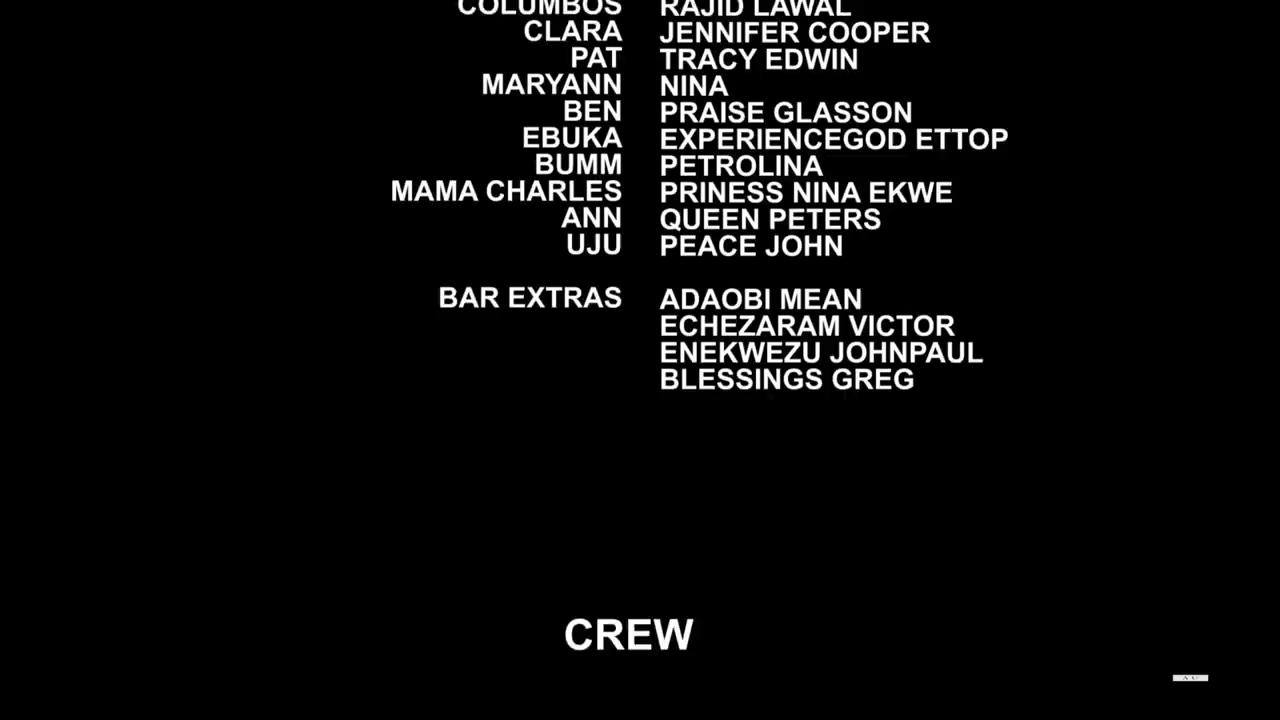 COLUMBOS RAJID LAWAL
CLARA JENNIFER COOPER
PAT TRACY EDWIN
MARYANN NINA
BEN PRAISE GLASSON
EBUKA EXPERIENCEGOD ETTOP
BUMM PETROLINA
MAMA CHARLES PRINESS NINA EKWE
ANN QUEEN PETERS
UJU PEACE JOHN
BAR EXTRAS ADAOBI MEAN
ECHEZARAM VICTOR
ENEKWEZU JOHNPAUL
BLESSINGS GREG
CREW